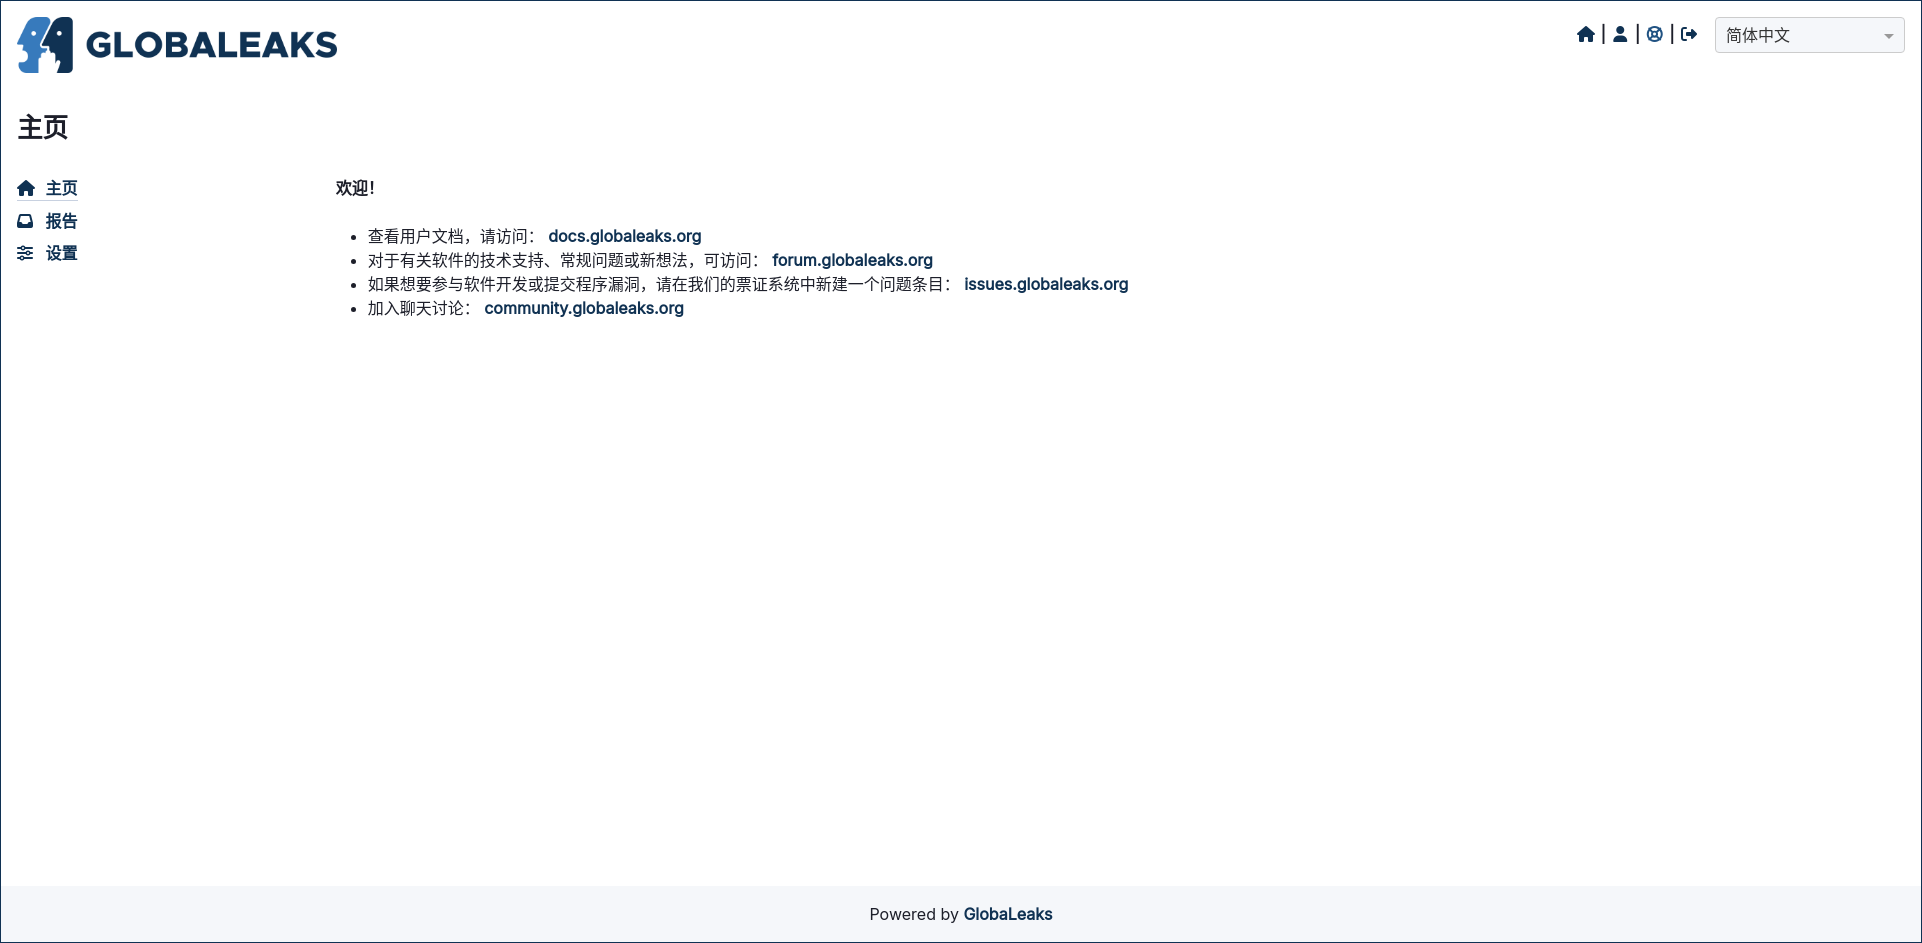 GLOBALEAKS
| | |
简体中文
主页
主页
报告
设置
欢迎！
查看用户文档，请访问： docs.globaleaks.org
对于有关软件的技术支持、常规问题或新想法，可访问： forum.globaleaks.org
如果想要参与软件开发或提交程序漏洞，请在我们的票证系统中新建一个问题条目： issues.globaleaks.org
加入聊天讨论： community.globaleaks.org
Powered by GlobaLeaks